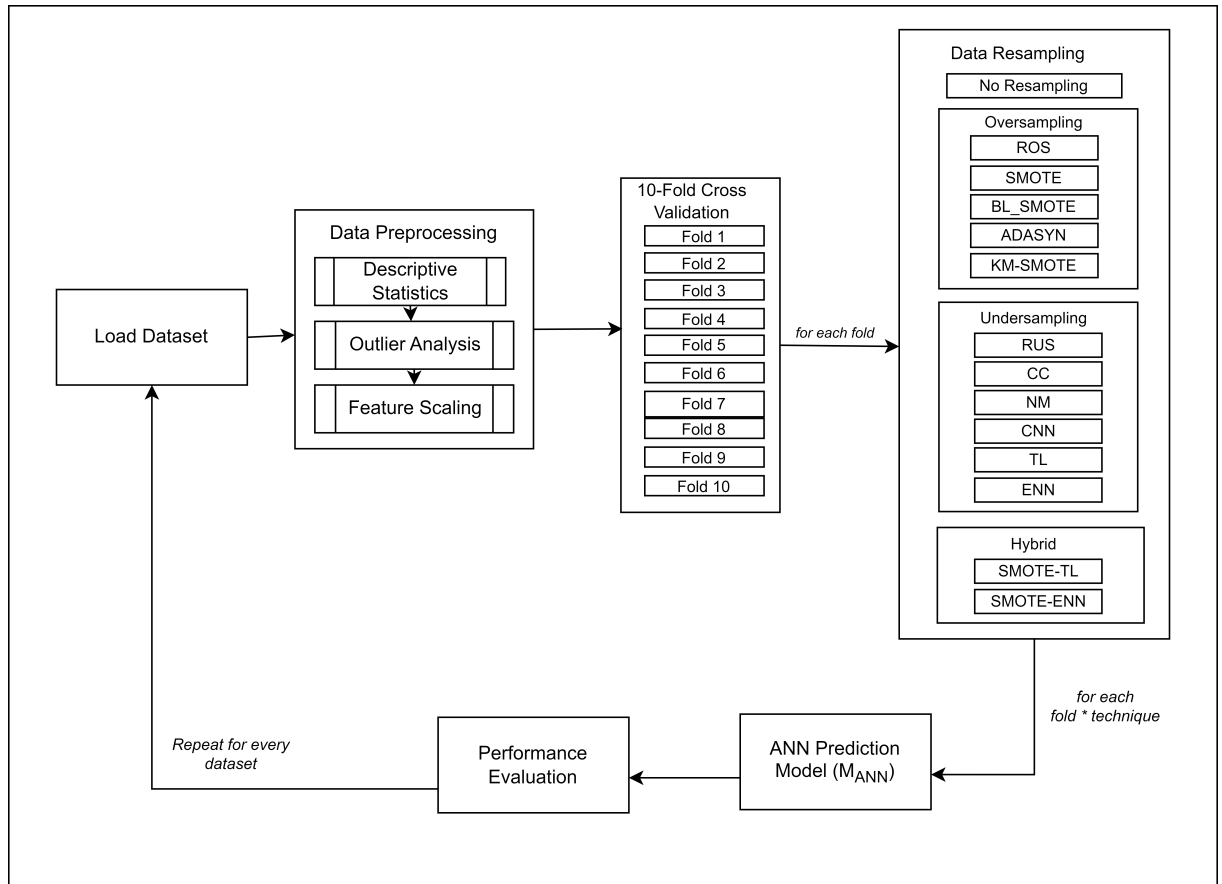 Load Dataset
Data Preprocessing
Descriptive
Statistics
Outlier Analysis
Feature Scaling
10-Fold Cross
Validation
Fold 1
Fold 2
Fold 3
Fold 4
Fold 5
Fold 6
Fold 7
Fold 8
Fold 9
Fold 10
for each fold
Data Resampling
No Resampling
Oversampling
ROS
SMOTE
BL_SMOTE
ADASYN
KM-SMOTE
Undersampling
RUS
CC
NM
CNN
TL
ENN
Hybrid
SMOTE-TL
SMOTE-ENN
for each
fold * technique
ANN Prediction
Model (MANN)
Performance
Evaluation
Repeat for every
dataset